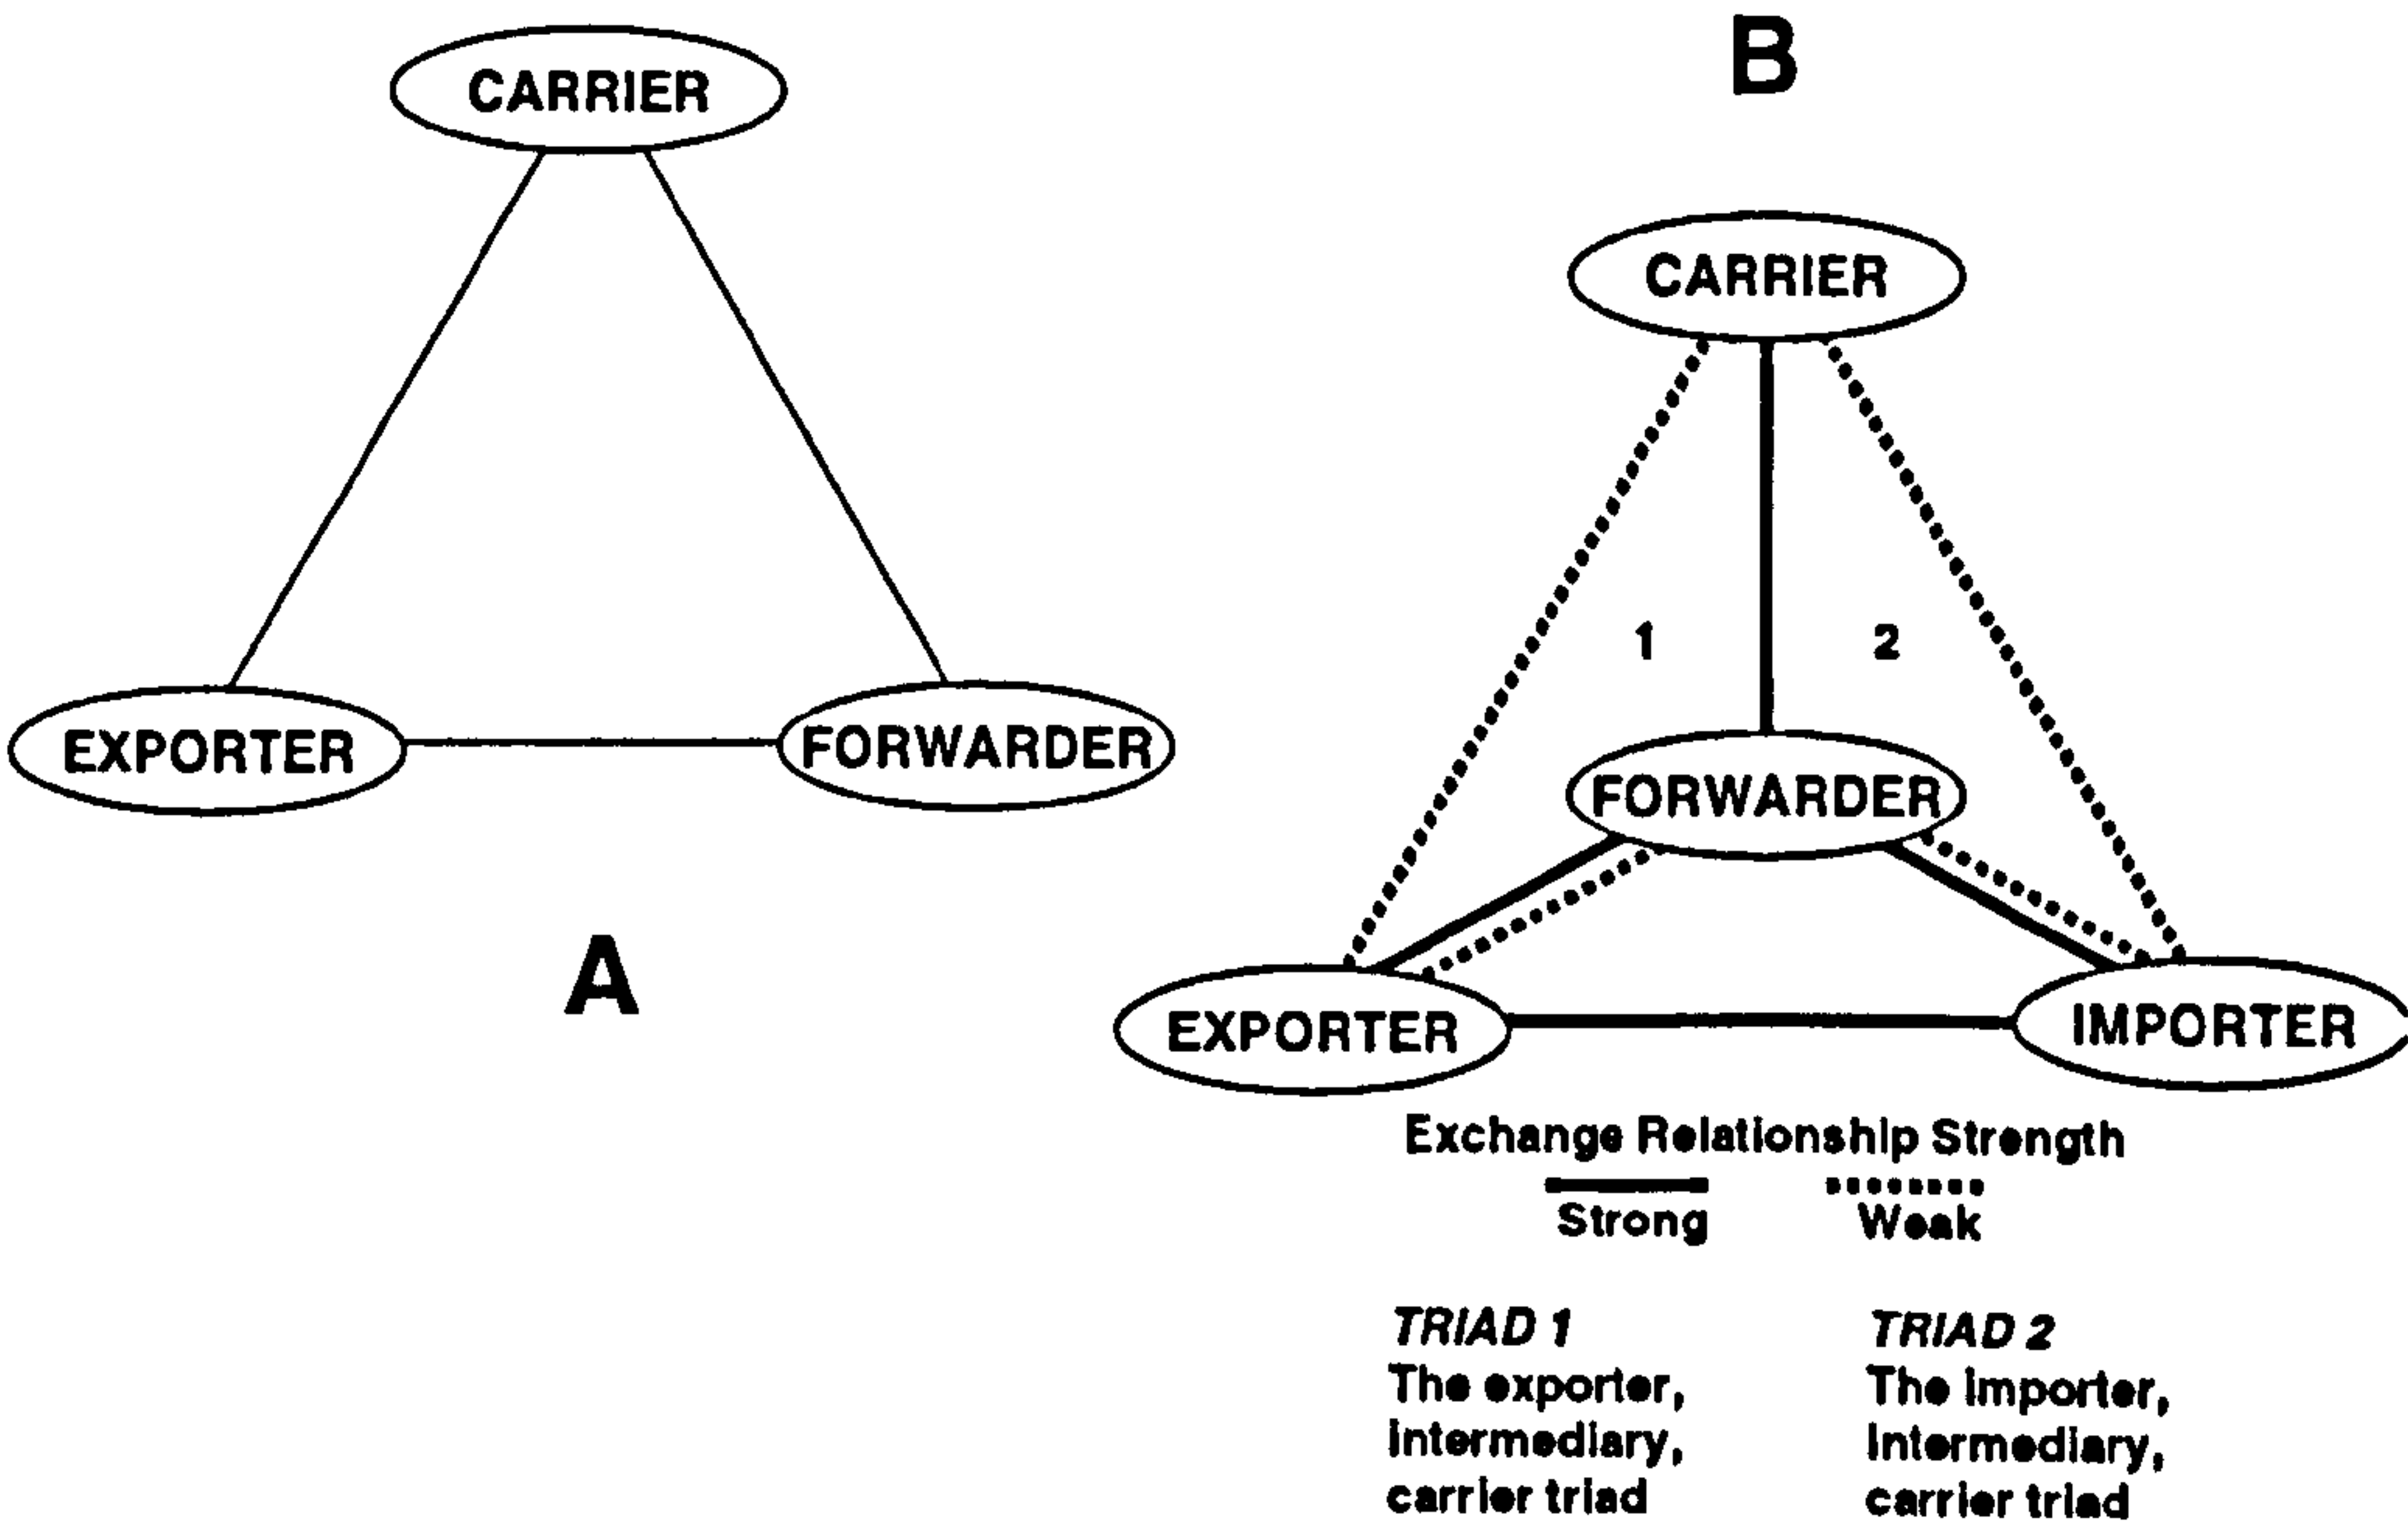 CARRIER
EXPORTER
FORWARDER
A
B
CARRIER
1
2
FORWARDER
EXPORTER
IMPORTER
Exchange Relationship Strength
Strong
Weak
TRIAD 1
The exporter,
intermediary,
carrier triad
TRIAD 2
The importer,
intermediary,
carrier triad